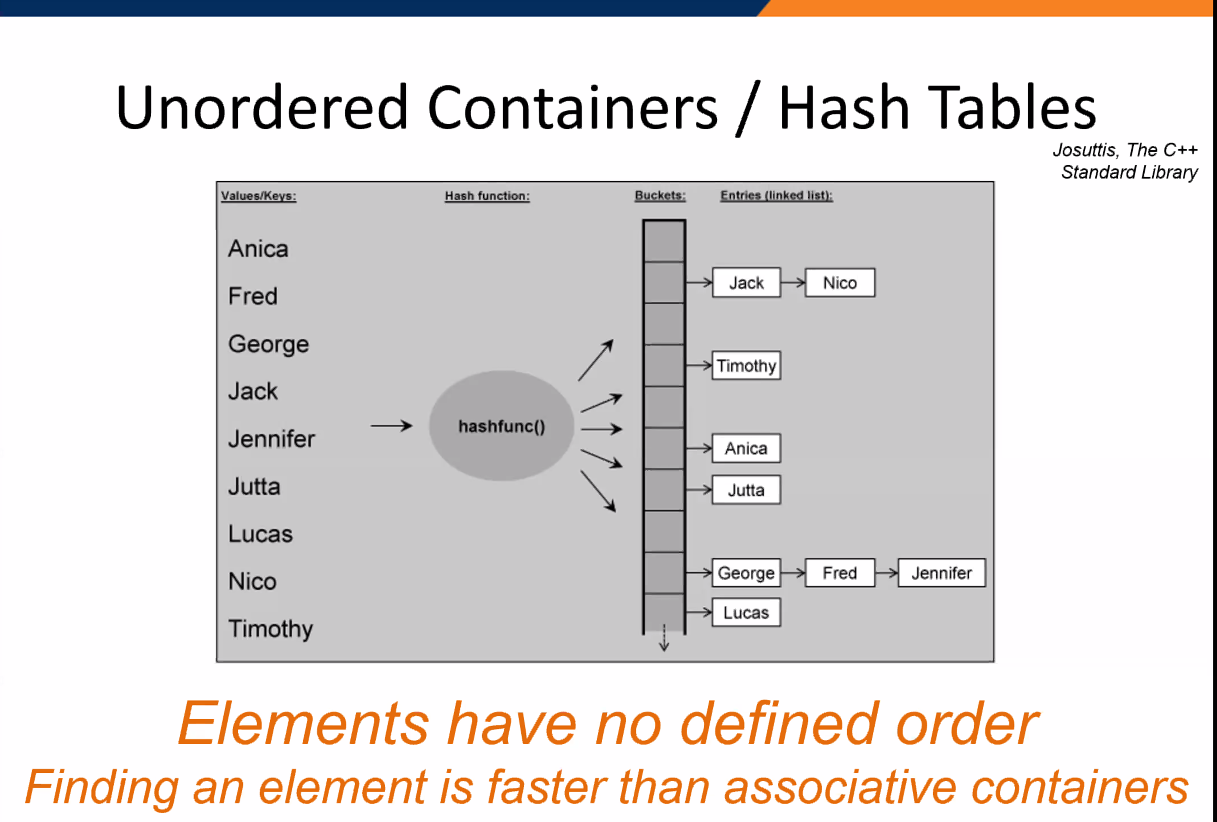 Unordered Containers / Hash Tables
Josuttis, The C++
Standard Library
Values/Keys:
Hash function:
Buckets:
Entries (linked list):
Anica
Fred
George
Jack
Jennifer
Jutta
Lucas
Nico
Timothy
hashfunc()
Jack
Nico
Timothy
Anica
Jutta
George
Fred
Jennifer
Lucas
Elements have no defined order
Finding an element is faster than associative containers